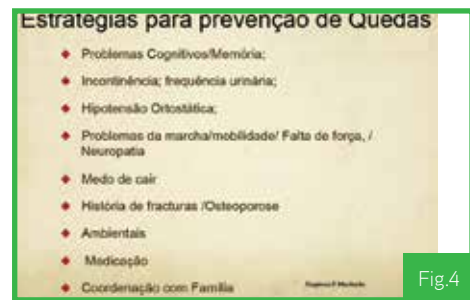 Estratégias para prevenção de Quedas
Problemas Cognitivos/Memória;
Incontinência; frequência urinária;
Hipotensão Ortostática;
Problemas da marcha/mobilidade/ Falta de força, /
Neuropatia
Medo de cair
História de fracturas /Osteoporose
Ambientais
Medicação
Coordenação com Família
Fig.4